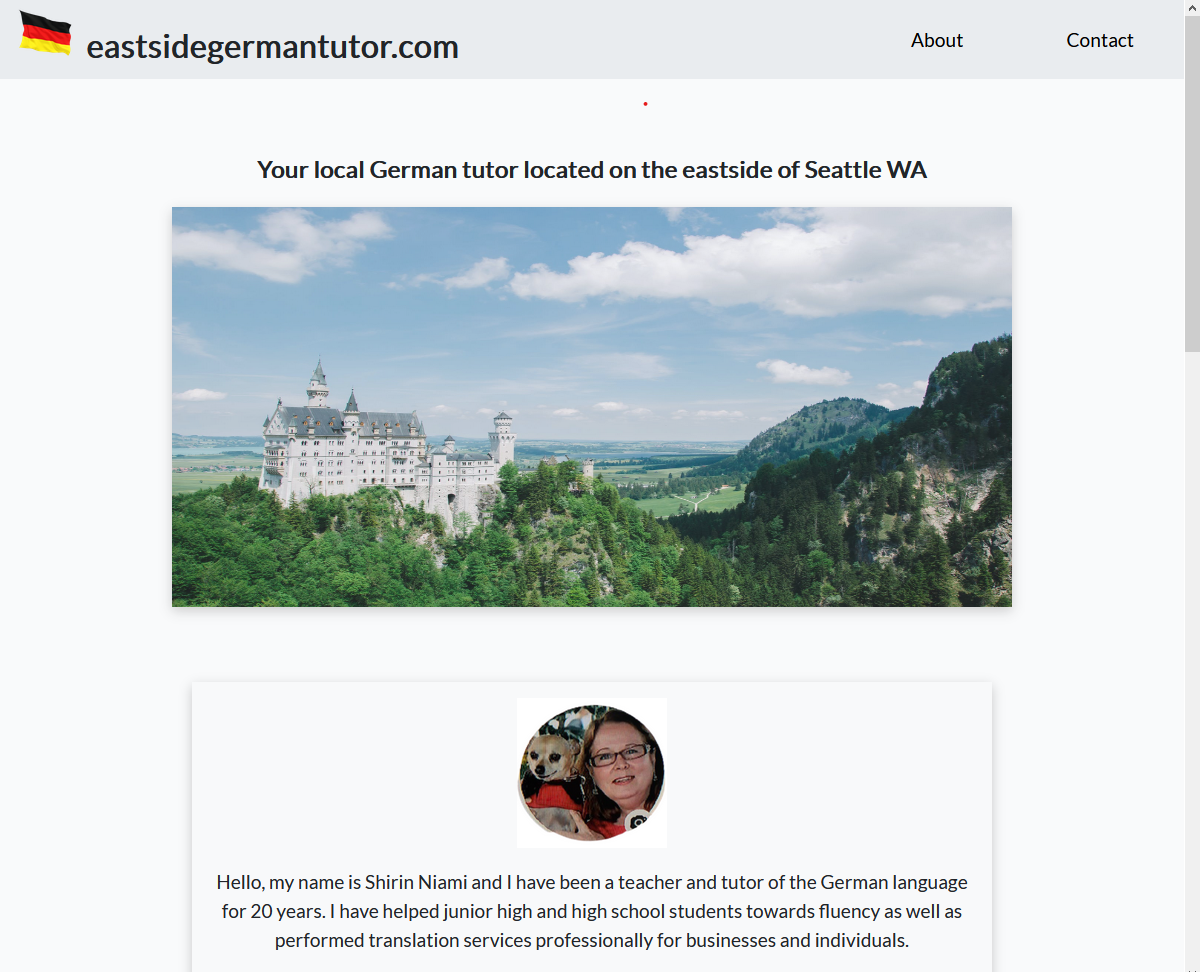 eastsidegermantutor.com
About
Contact
Your local German tutor located on the eastside of Seattle WA
Hello, my name is Shirin Niami and I have been a teacher and tutor of the German language
for 20 years. I have helped junior high and high school students towards fluency as well as
performed translation services professionally for businesses and individuals.